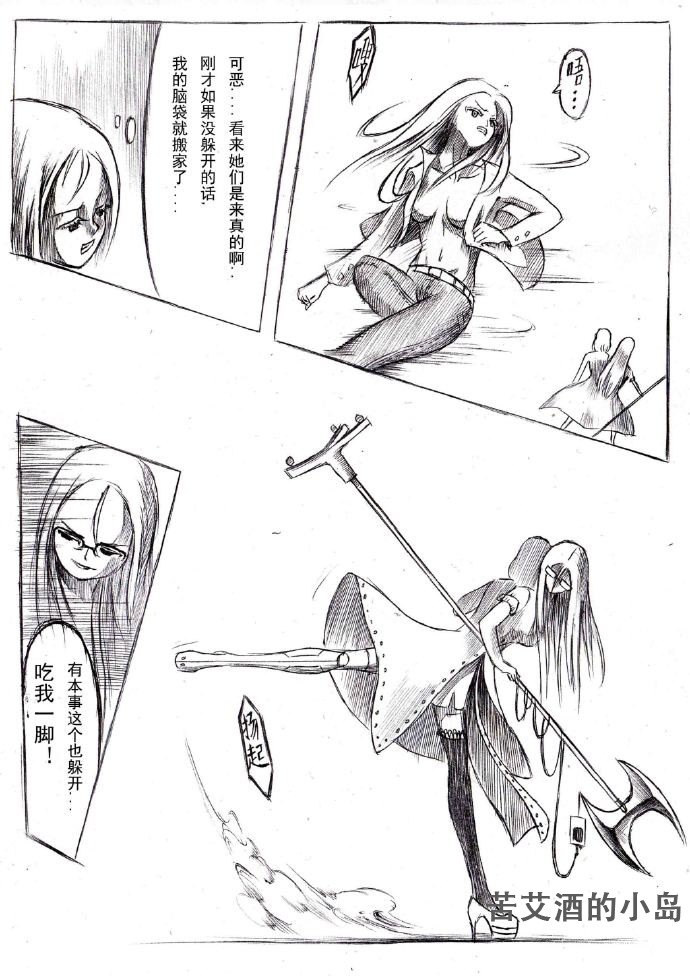 唔…
可恶....看来她们是来真的啊..
刚才如果没躲开的话,
我的脑袋就搬家了....
有本事这个也躲开...
吃我一脚！
扬起
苦艾酒的小岛